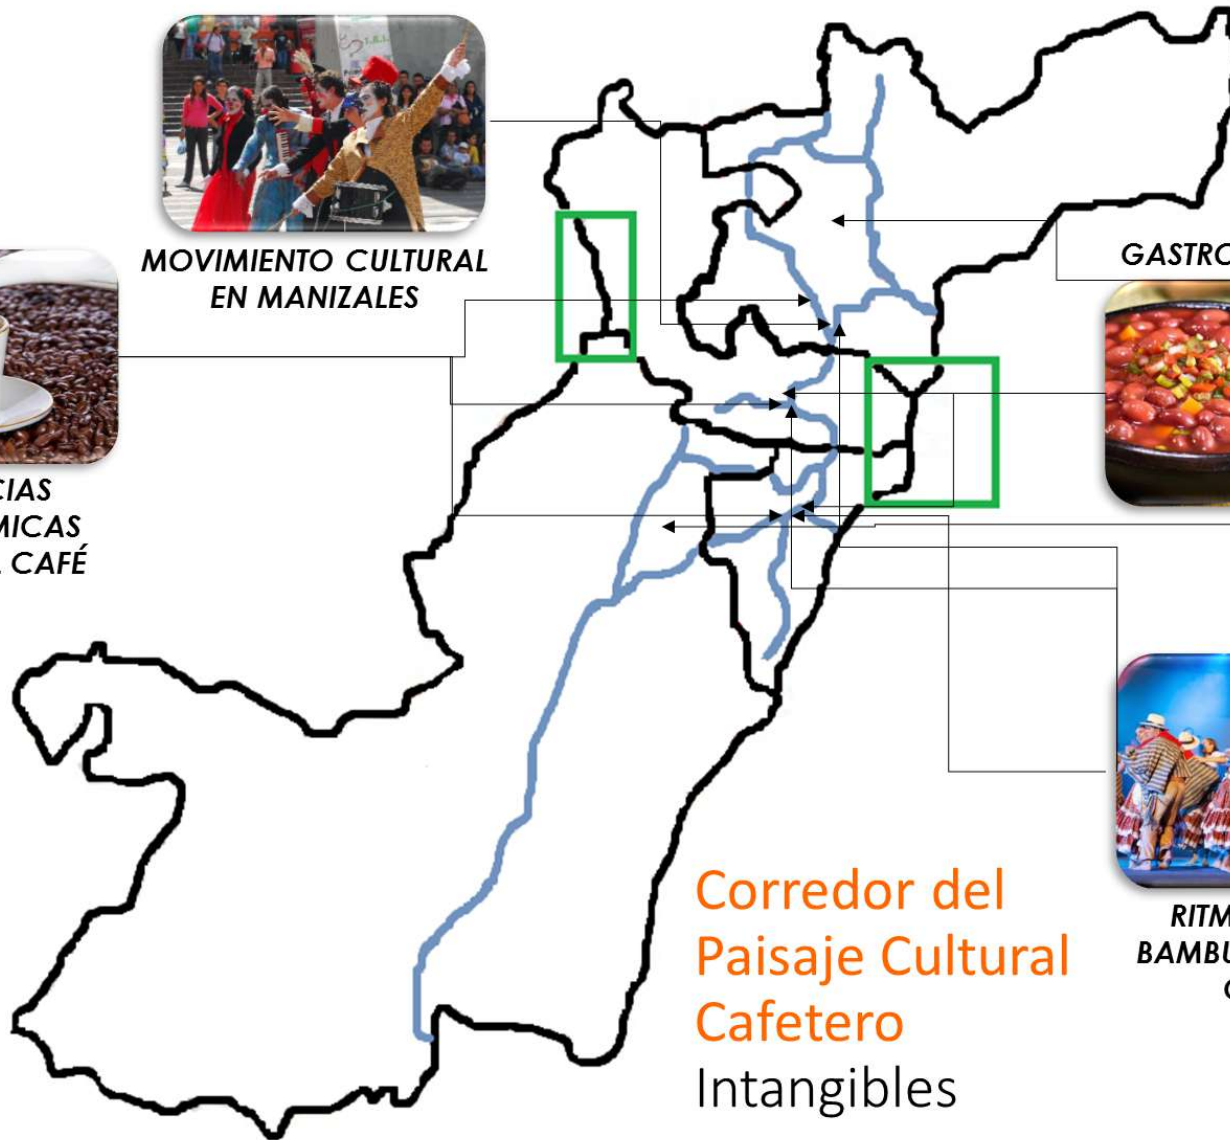 MOVIMIENTO CULTURAL
EN MANIZALES
GASTRO
CIAS
MICAS
CAFÉ
RITM
BAMBU
Corredor del
Paisaje Cultural
Cafetero
Intangibles